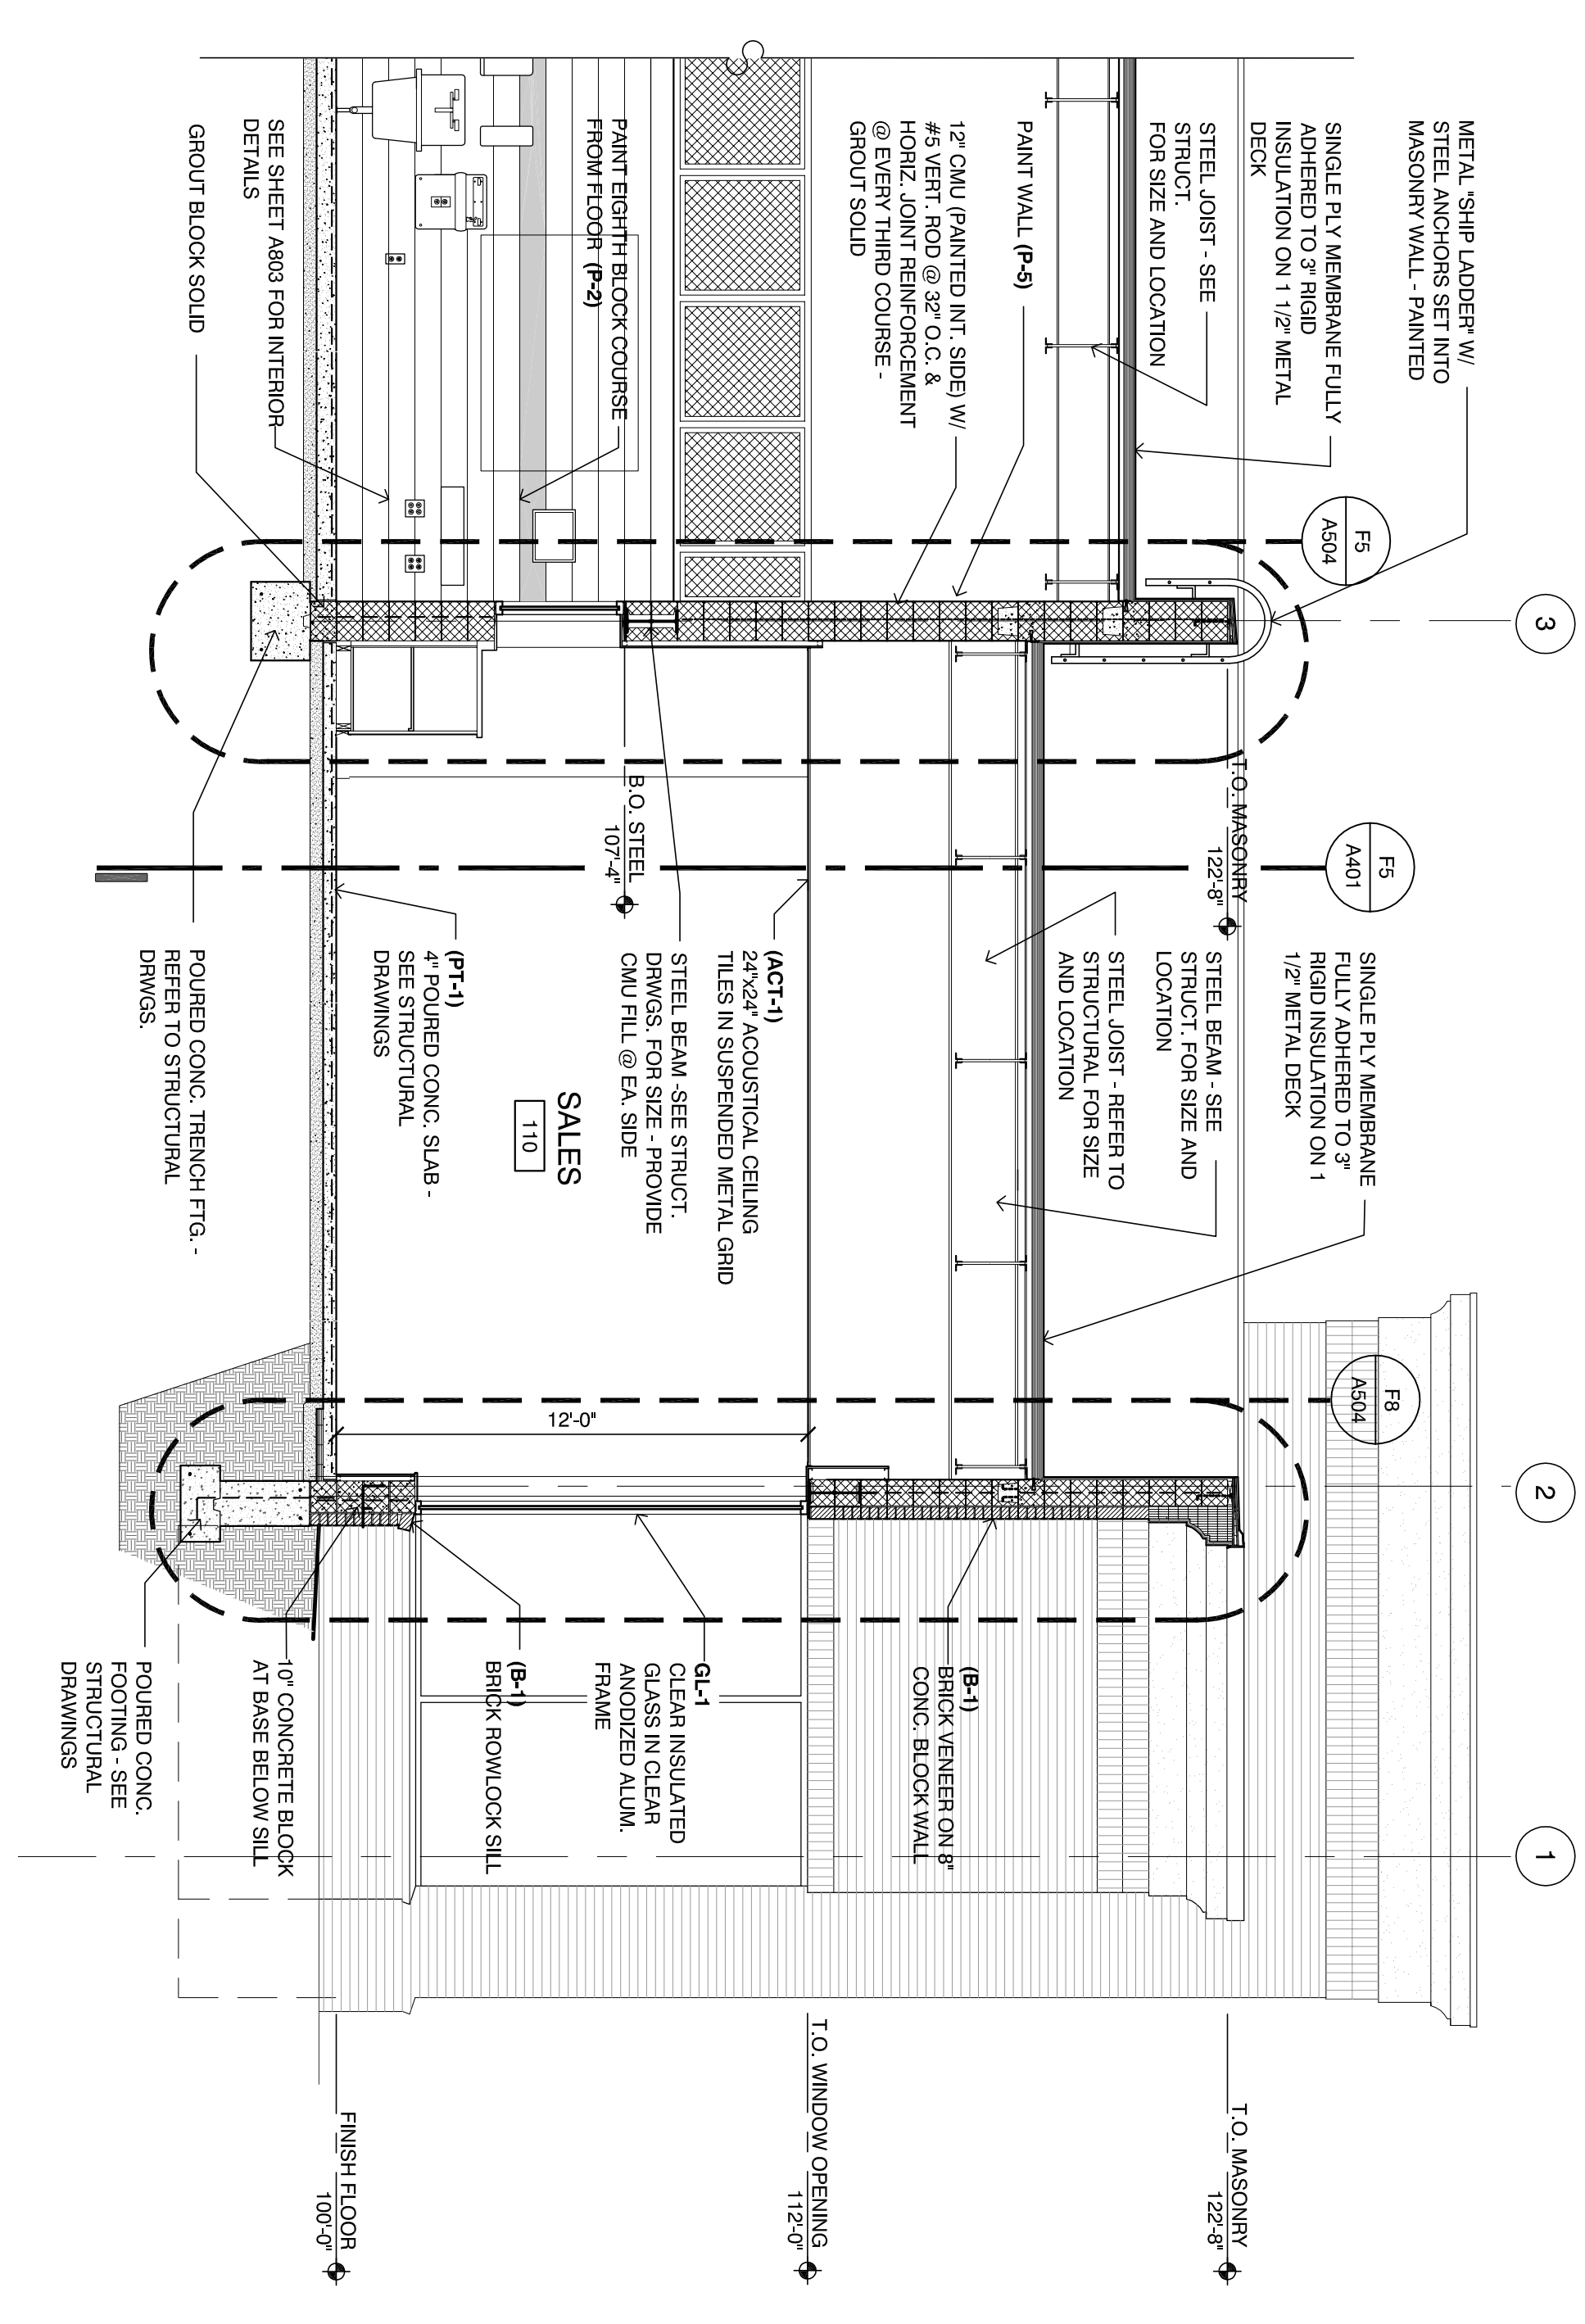 METAL "SHIP LADDER" W/
STEEL ANCHORS SET INTO
MASONRY WALL - PAINTED
SINGLE PLY MEMBRANE FULLY
ADHERED TO 3" RIGID
INSULATION ON 1 1/2" METAL
DECK
STEEL JOIST - SEE
STRUCT.
FOR SIZE AND LOCATION
PAINT WALL (P-5)
12" CMU (PAINTED INT. SIDE) W/
#5 VERT. ROD @ 32" O.C. &
HORIZ. JOINT REINFORCEMENT
@ EVERY THIRD COURSE -
GROUT SOLID
PAINT EIGHTH BLOCK COURSE
FROM FLOOR (P-2)
SEE SHEET A803 FOR INTERIOR
DETAILS
GROUT BLOCK SOLID
F5
A504
3
T.O. MASONRY
122'-8"
B.O. STEEL
107'-4"
F5
A401
SINGLE PLY MEMBRANE
FULLY ADHERED TO 3"
RIGID INSULATION ON 1
1/2" METAL DECK
STEEL BEAM - SEE
STRUCT. FOR SIZE AND
LOCATION
STEEL JOIST - REFER TO
STRUCTURAL FOR SIZE
AND LOCATION
(ACT-1)
24"x24" ACOUSTICAL CEILING
TILES IN SUSPENDED METAL GRID
STEEL BEAM -SEE STRUCT.
DRWGS. FOR SIZE - PROVIDE
CMU FILL @ EA. SIDE
SALES
110
(PT-1)
4" POURED CONC. SLAB -
SEE STRUCTURAL
DRAWINGS
POURED CONC. TRENCH FTG. -
REFER TO STRUCTURAL
DRWGS.
F8
A504
2
12'-0"
(B-1)
BRICK VENEER ON 8"
CONC. BLOCK WALL
GL-1
CLEAR INSULATED
GLASS IN CLEAR
ANODIZED ALUM.
FRAME
(B-1)
BRICK ROWLOCK SILL
10" CONCRETE BLOCK
AT BASE BELOW SILL
POURED CONC.
FOOTING - SEE
STRUCTURAL
DRAWINGS
1
T.O. MASONRY
122'-8"
T.O. WINDOW OPENING
112'-0"
FINISH FLOOR
100'-0"